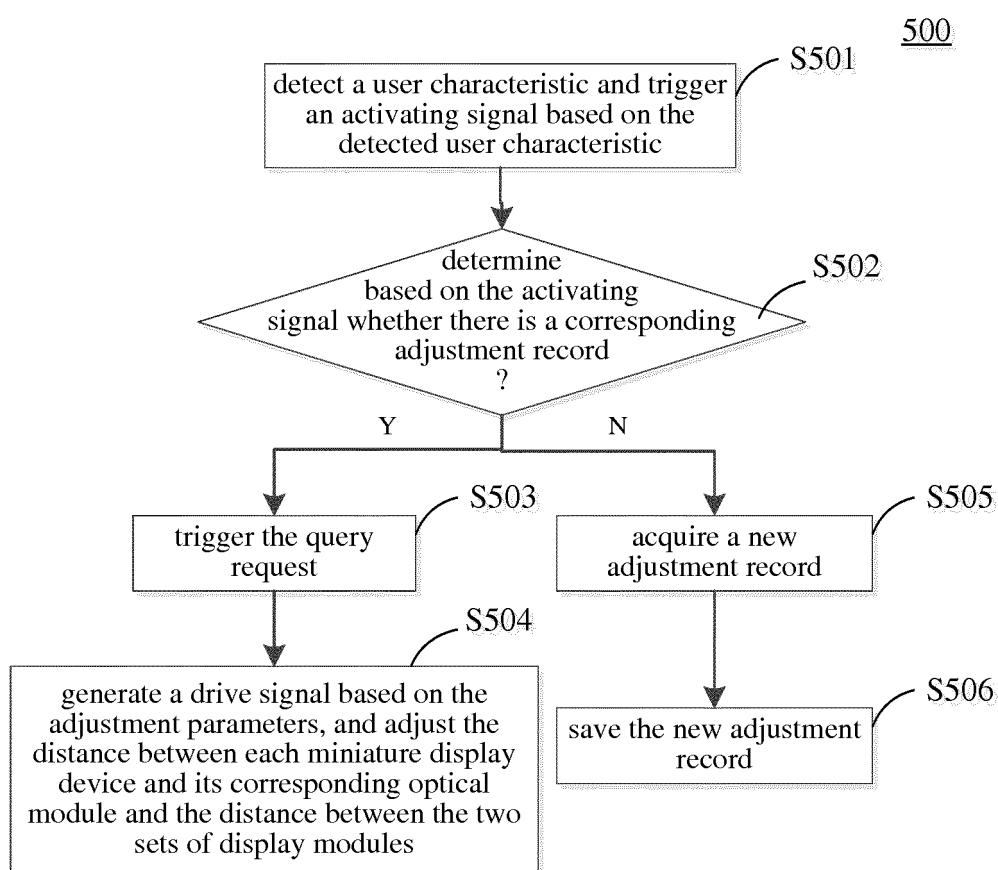 500
S501
detect a user characteristic and trigger
an activating signal based on the
detected user characteristic
S502
determine
based on the activating
signal whether there is a corresponding
adjustment record
?
Y
N
S503
trigger the query
request
S505
acquire a new
adjustment record
S504
generate a drive signal based on the
adjustment parameters, and adjust the
distance between each miniature display
device and its corresponding optical
module and the distance between the two
sets of display modules
S506
save the new adjustment
record